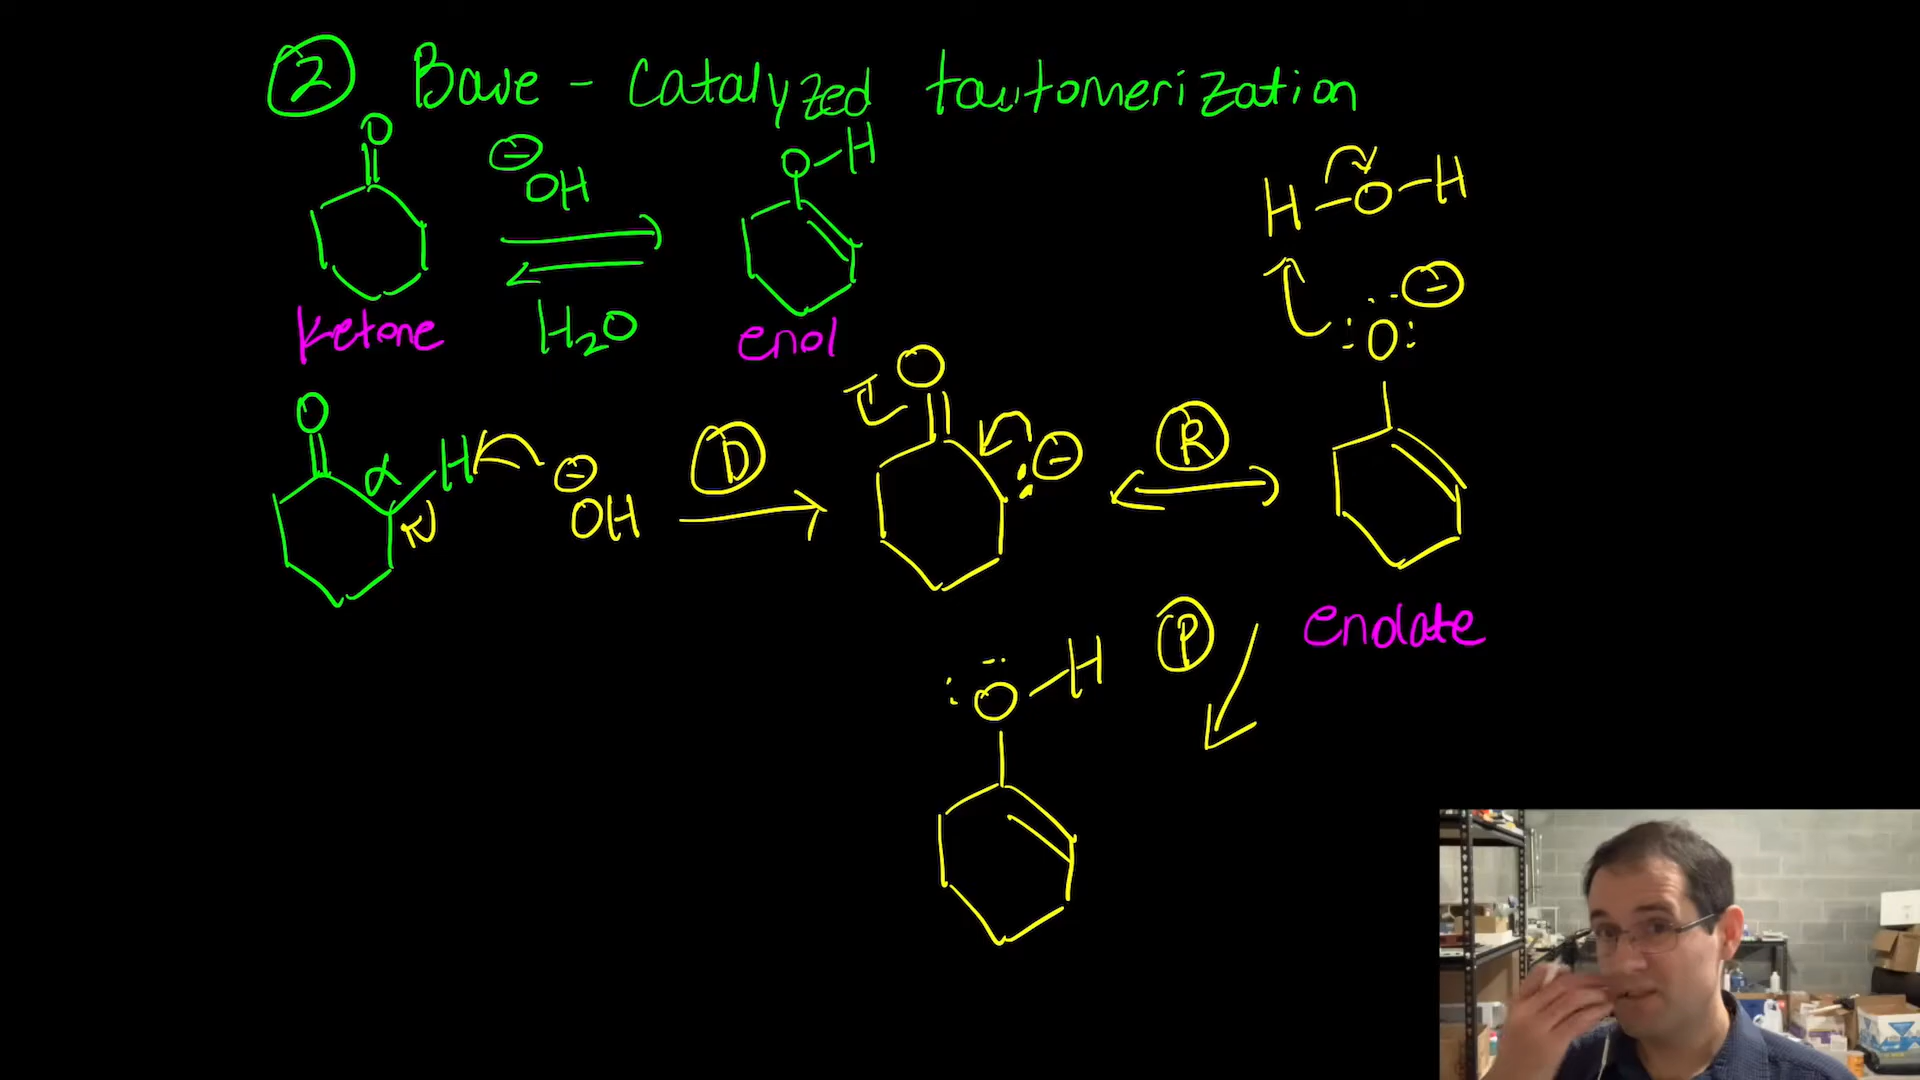 ② Base - Catalyzed tautomerization
O
⊖OH
O-H
H-O-H
H₂O
Ketone
enol
:O: ⊖
O
α H
⊖OH
D
O
: ⊖
R
enolate
P
:O-H